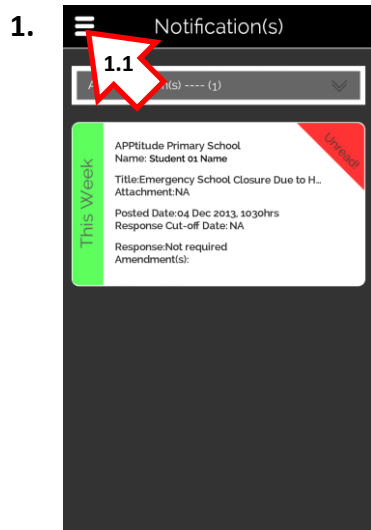 1.
Notification(s)
1.1
(s) ---- (1)
This Week
Unread!
APPtitude Primary School
Name: Student 01 Name
Title:Emergency School Closure Due to H...
Attachment:NA
Posted Date:04 Dec 2013, 1030hrs
Response Cut-off Date: NA
Response:Not required
Amendment(s):